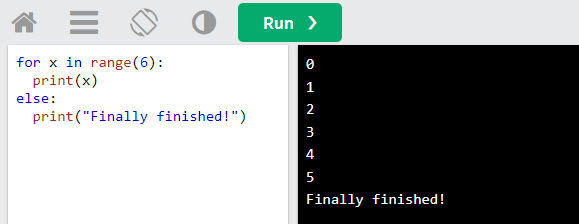 Run ❯
for x in range(6):
  print(x)
else:
  print("Finally finished!")
0
1
2
3
4
5
Finally finished!